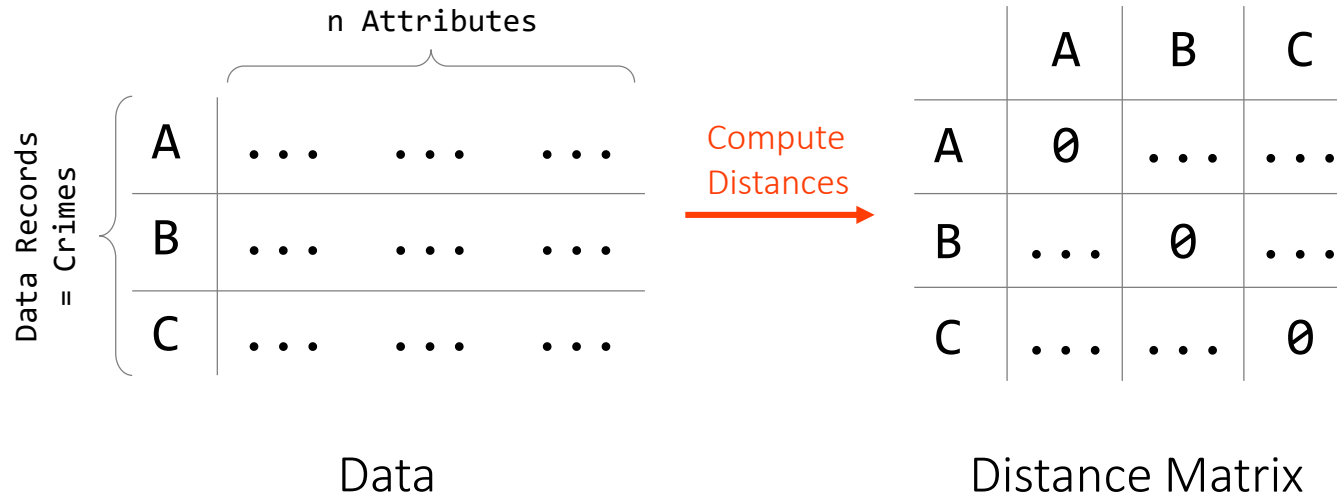 n Attributes
Data Records
= Crimes
A ... ... ...
B ... ... ...
C ... ... ...
Data
Compute
Distances
A B C
A 0 ... ...
B ... 0 ...
C ... ... 0
Distance Matrix